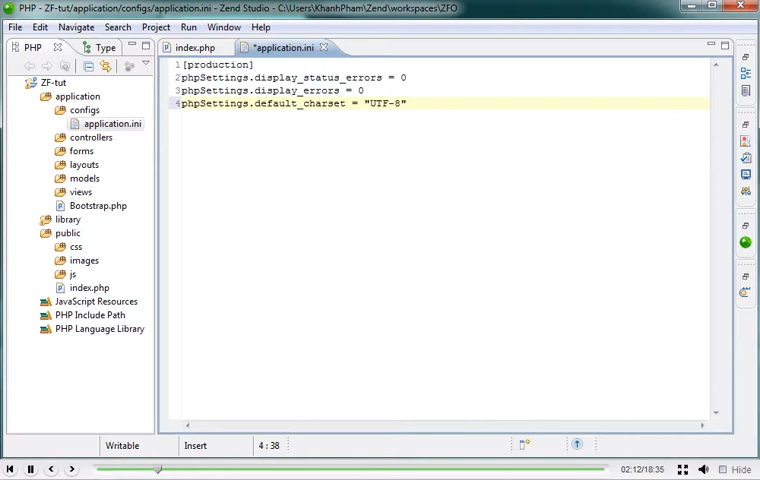 PHP - ZF-tut/application/configs/application.ini - Zend Studio - C:\Users\KhanhPham\Zend\workspaces\ZFO
File Edit Navigate Search Project Run Window Help
PHP Type
index.php *application.ini
ZF-tut
application
configs
application.ini
controllers
forms
layouts
models
views
Bootstrap.php
library
public
css
images
js
index.php
JavaScript Resources
PHP Include Path
PHP Language Library
1 [production]
2 phpSettings.display_status_errors = 0
3 phpSettings.display_errors = 0
4 phpSettings.default_charset = "UTF-8"
Writable Insert 4 : 38
02:12/18:35 Hide